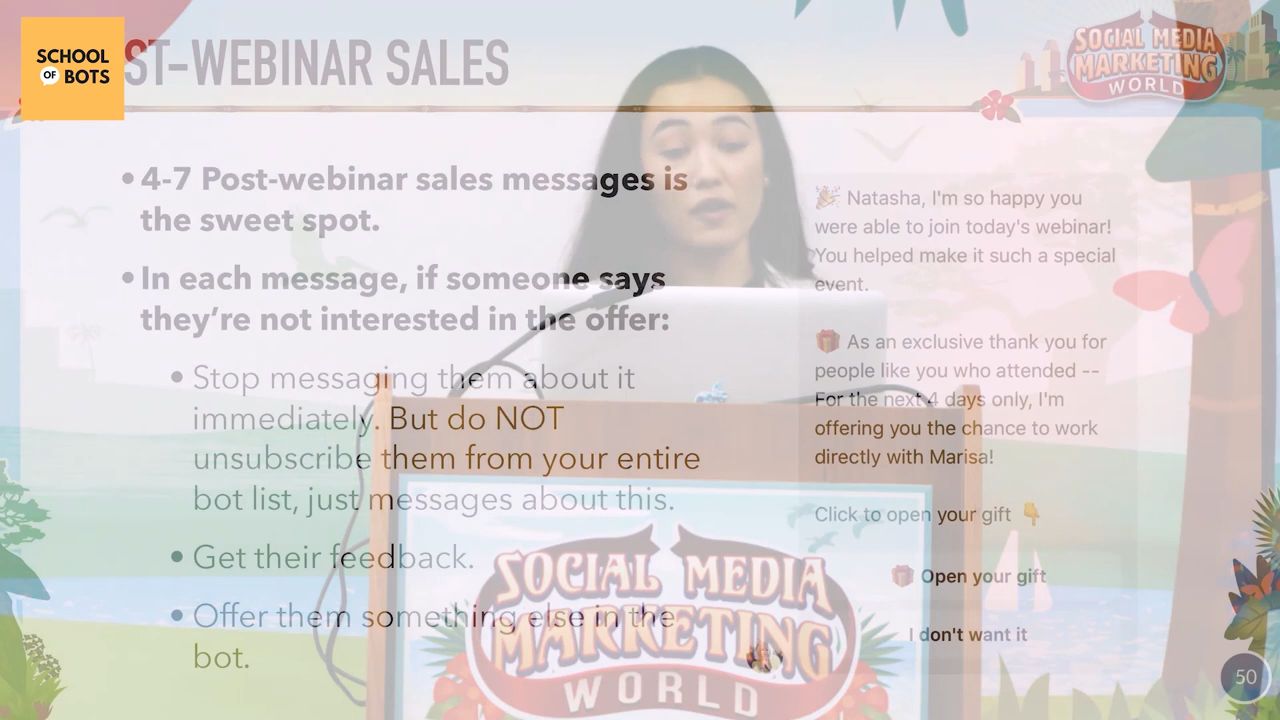 SCHOOL
OF BOTS
ST-WEBINAR SALES
SOCIAL MEDIA
MARKETING
WORLD
• 4-7 Post-webinar sales messages is
the sweet spot.
• In each message, if someone says
they’re not interested in the offer:
• Stop messaging them about it
immediately. But do NOT
unsubscribe them from your entire
bot list, just messages about this.
• Get their feedback.
• Offer them something else in the
bot.
🎉 Natasha, I'm so happy you
were able to join today's webinar!
You helped make it such a special
event.
🎁 As an exclusive thank you for
people like you who attended --
For the next 4 days only, I'm
offering you the chance to work
directly with Marisa!
Click to open your gift 👇
🎁 Open your gift
I don't want it
SOCIAL MEDIA
MARKETING
WORLD
50